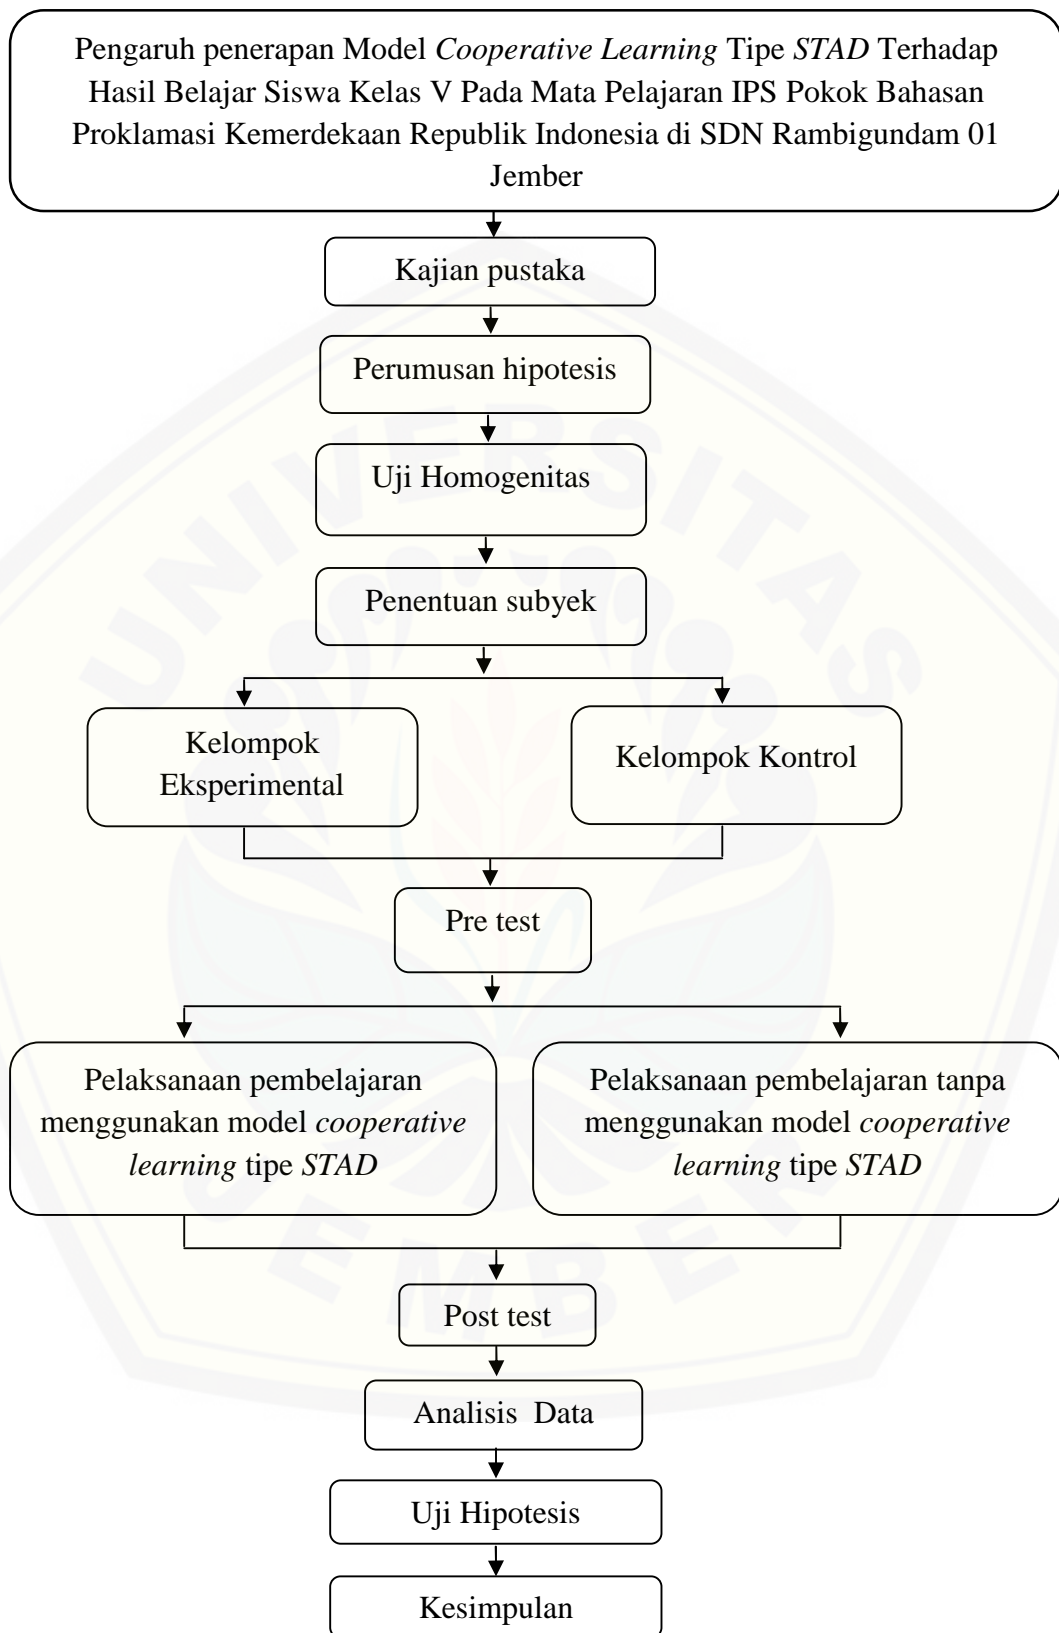 Pengaruh penerapan Model Cooperative Learning Tipe STAD Terhadap
Hasil Belajar Siswa Kelas V Pada Mata Pelajaran IPS Pokok Bahasan
Proklamasi Kemerdekaan Republik Indonesia di SDN Rambigundam 01
Jember
Kajian pustaka
Perumusan hipotesis
Uji Homogenitas
Penentuan subyek
Kelompok
Eksperimental
Kelompok Kontrol
Pre test
Pelaksanaan pembelajaran
menggunakan model cooperative
learning tipe STAD
Pelaksanaan pembelajaran tanpa
menggunakan model cooperative
learning tipe STAD
Post test
Analisis Data
Uji Hipotesis
Kesimpulan
UNIVERSITAS
JEMBER